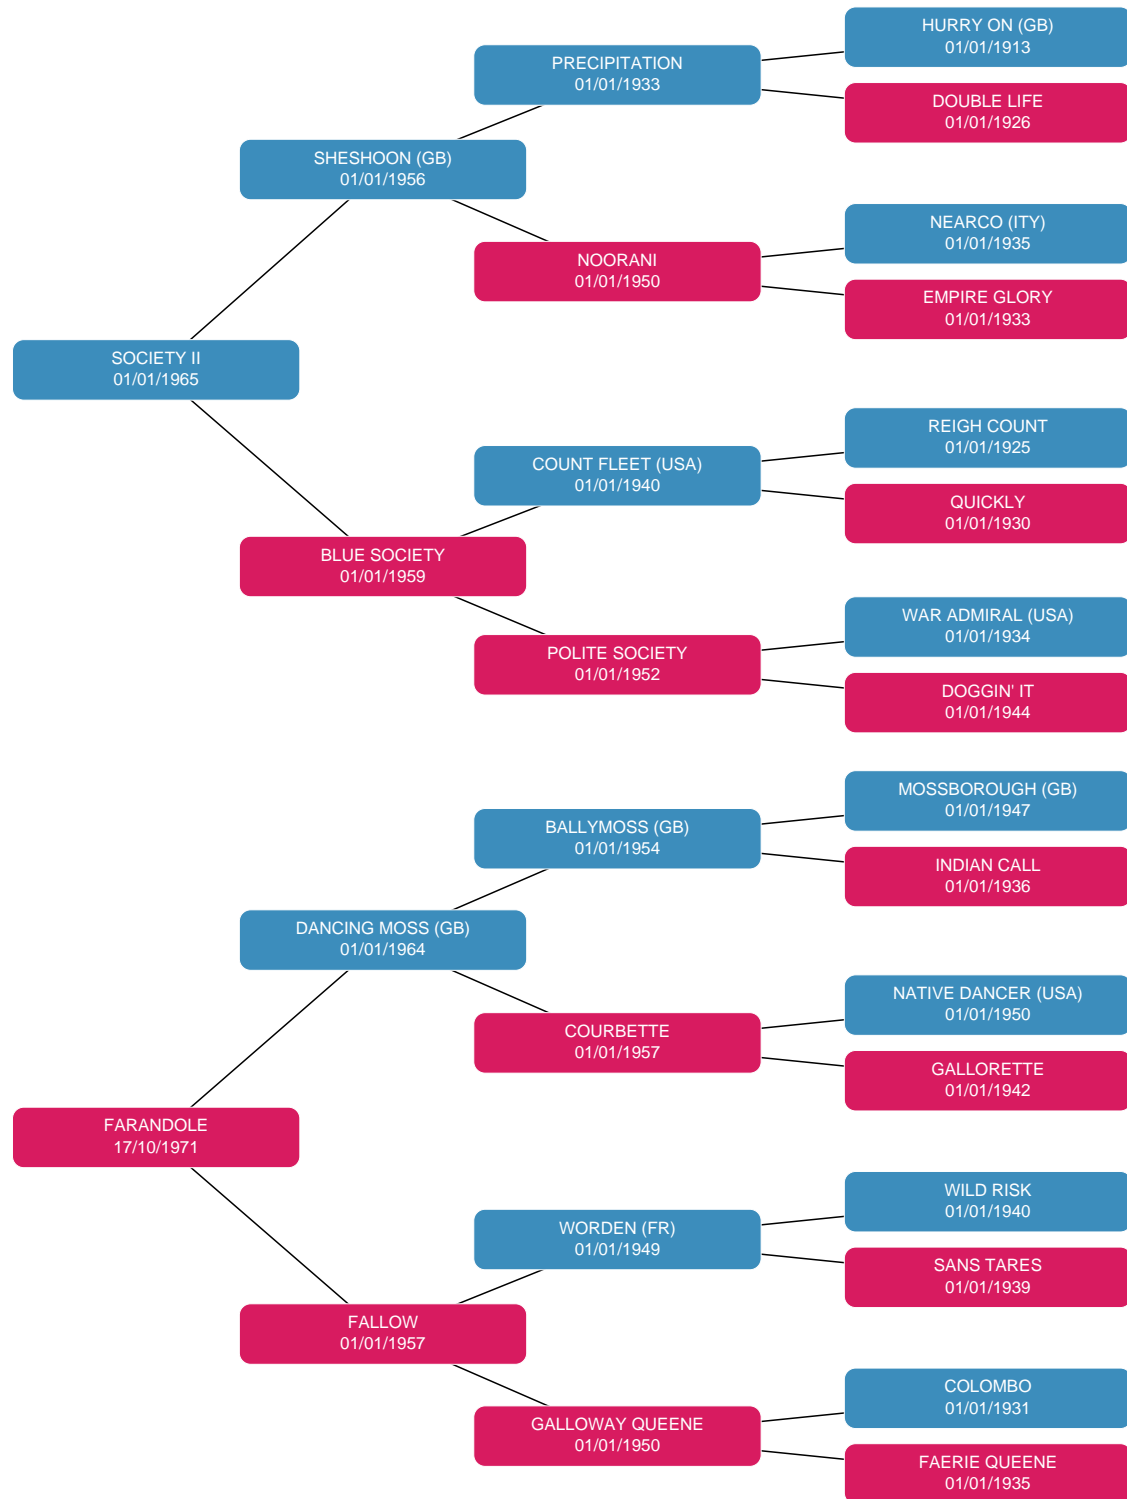 HURRY ON (GB)
01/01/1913
PRECIPITATION
01/01/1933
DOUBLE LIFE
01/01/1926
SHESHOON (GB)
01/01/1956
NEARCO (ITY)
01/01/1935
NOORANI
01/01/1950
EMPIRE GLORY
01/01/1933
SOCIETY II
01/01/1965
REIGH COUNT
01/01/1925
COUNT FLEET (USA)
01/01/1940
QUICKLY
01/01/1930
BLUE SOCIETY
01/01/1959
WAR ADMIRAL (USA)
01/01/1934
POLITE SOCIETY
01/01/1952
DOGGIN' IT
01/01/1944
MOSSBOROUGH (GB)
01/01/1947
BALLYMOSS (GB)
01/01/1954
INDIAN CALL
01/01/1936
DANCING MOSS (GB)
01/01/1964
NATIVE DANCER (USA)
01/01/1950
COURBETTE
01/01/1957
GALLORETTE
01/01/1942
FARANDOLE
17/10/1971
WILD RISK
01/01/1940
WORDEN (FR)
01/01/1949
SANS TARES
01/01/1939
FALLOW
01/01/1957
COLOMBO
01/01/1931
GALLOWAY QUEENE
01/01/1950
FAERIE QUEENE
01/01/1935